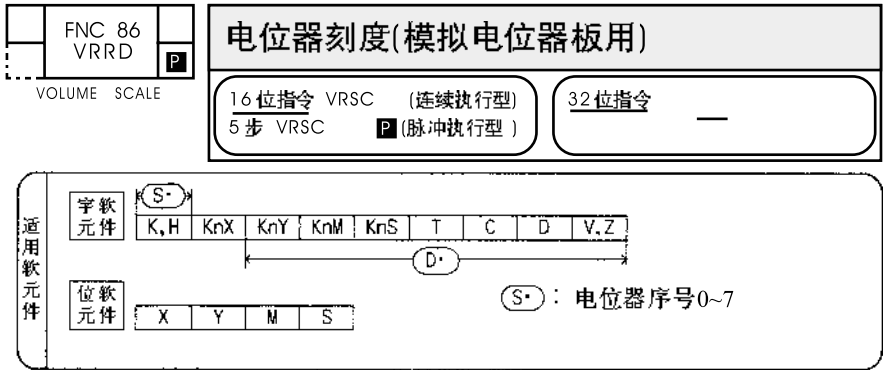 FNC 86
VRRD
P
VOLUME SCALE
电位器刻度(模拟电位器板用)
16位指令 VRSC (连续执行型)
5步 VRSC P (脉冲执行型 )
32位指令
—
适用软元件
字软元件
S·
K,H KnX KnY KnM KnS T C D V,Z
D·
位软元件
X Y M S
S· : 电位器序号0~7